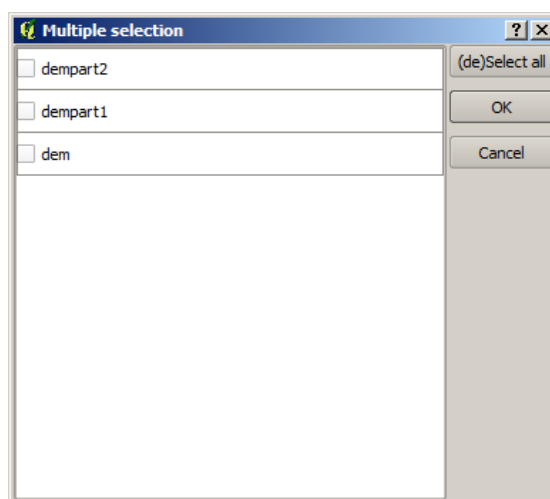 Multiple selection
dempart2
dempart1
dem
(de)Select all
OK
Cancel